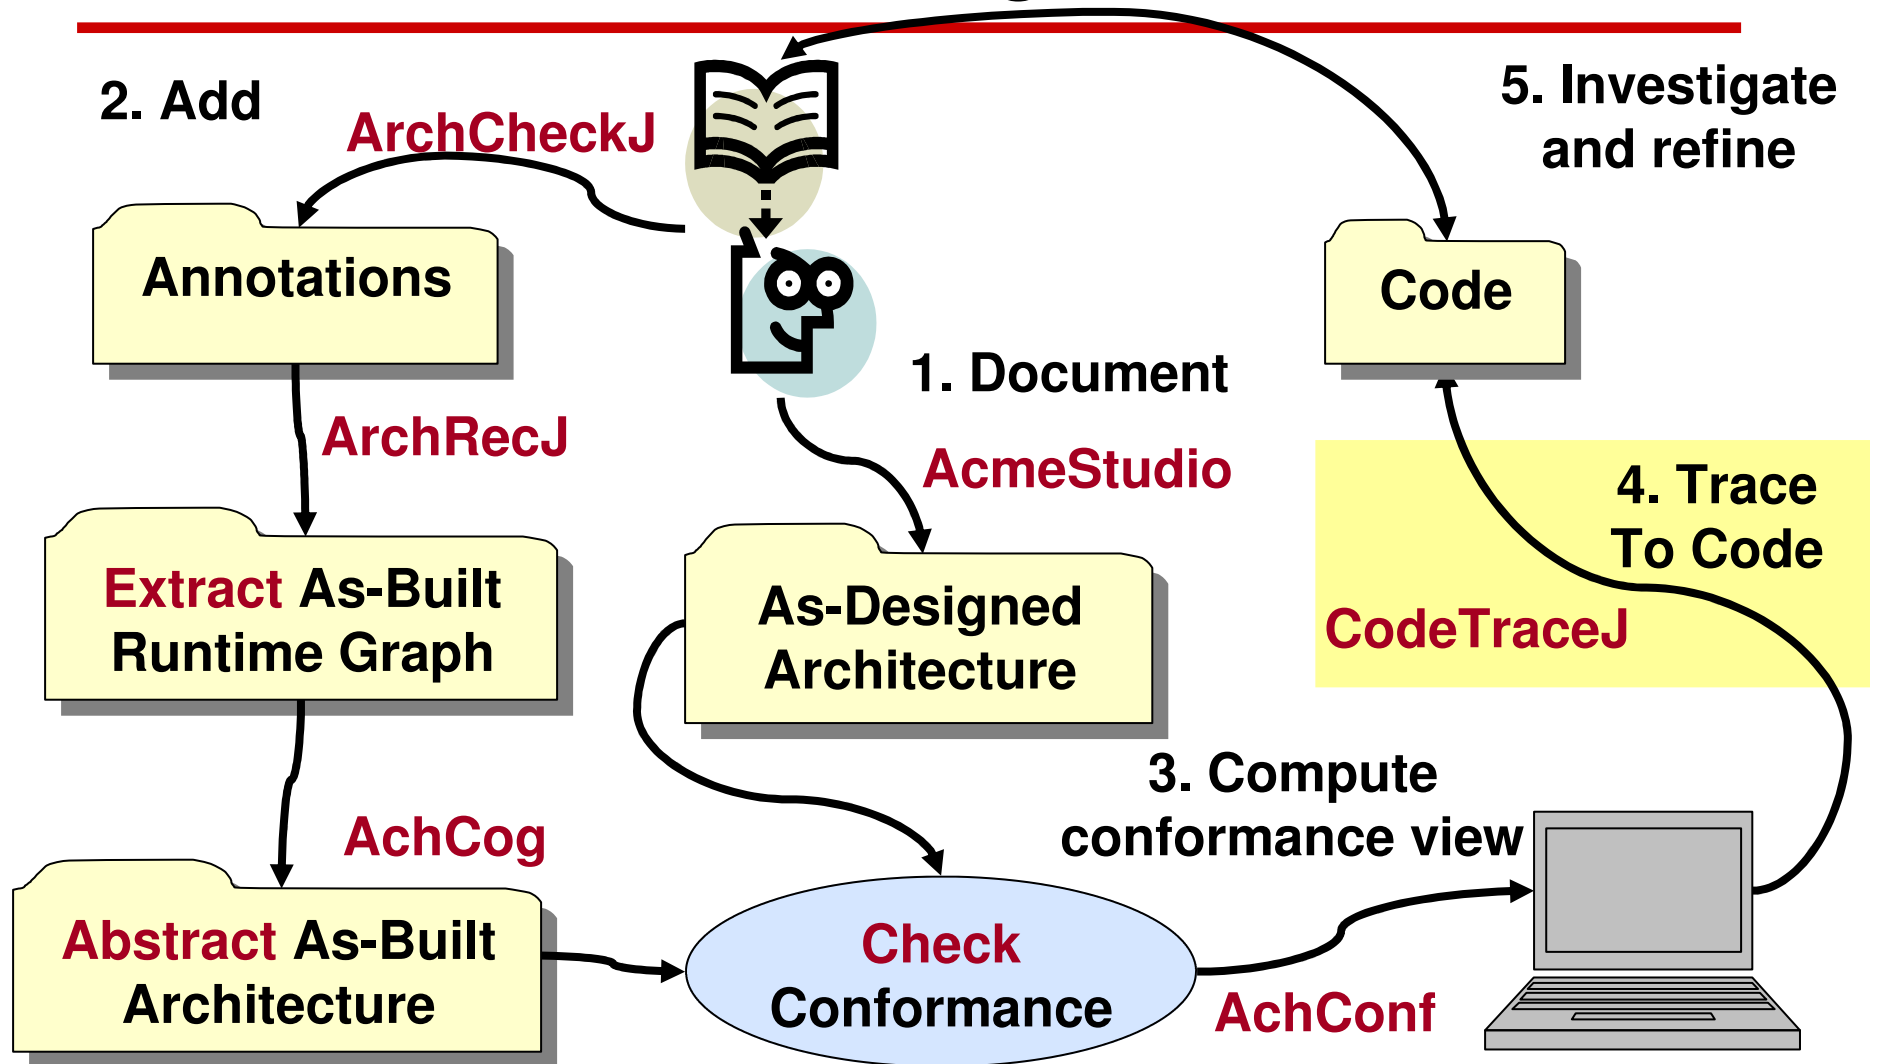 2. Add
ArchCheckJ
5. Investigate
and refine
Annotations
Code
1. Document
ArchRecJ
AcmeStudio
4. Trace
To Code
CodeTraceJ
Extract As-Built
Runtime Graph
As-Designed
Architecture
3. Compute
conformance view
AchCog
Abstract As-Built
Architecture
Check
Conformance
AchConf